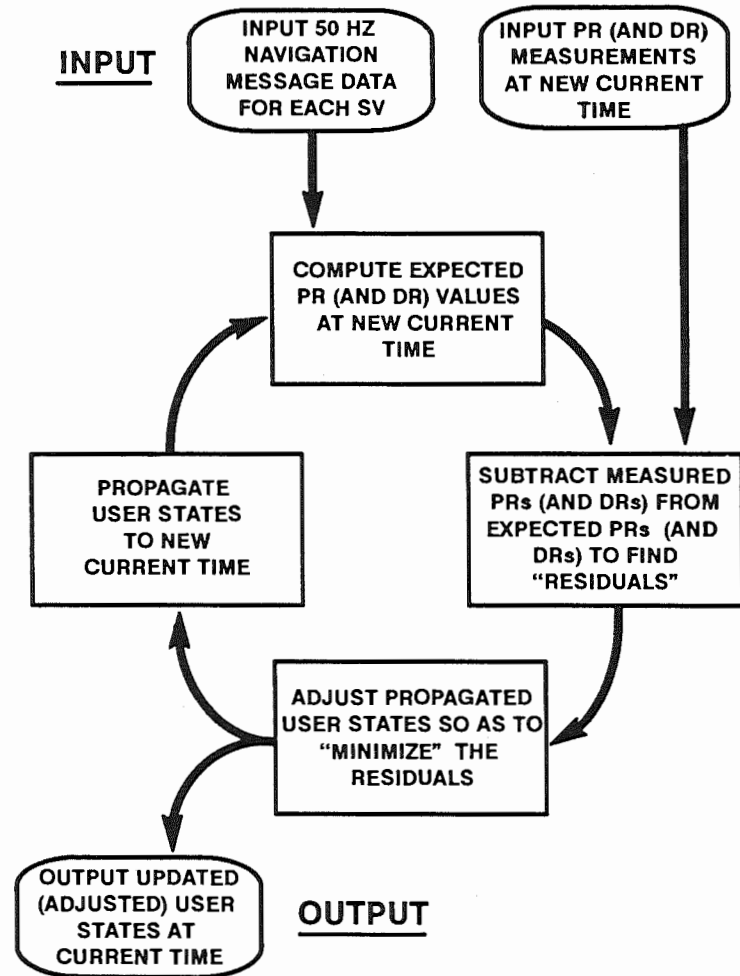 INPUT
INPUT 50 HZ
NAVIGATION
MESSAGE DATA
FOR EACH SV
INPUT PR (AND DR)
MEASUREMENTS
AT NEW CURRENT
TIME
COMPUTE EXPECTED
PR (AND DR) VALUES
AT NEW CURRENT
TIME
PROPAGATE
USER STATES
TO NEW
CURRENT TIME
SUBTRACT MEASURED
PRs (AND DRs) FROM
EXPECTED PRs (AND
DRs) TO FIND
“RESIDUALS”
ADJUST PROPAGATED
USER STATES SO AS TO
“MINIMIZE” THE
RESIDUALS
OUTPUT UPDATED
(ADJUSTED) USER
STATES AT
CURRENT TIME
OUTPUT